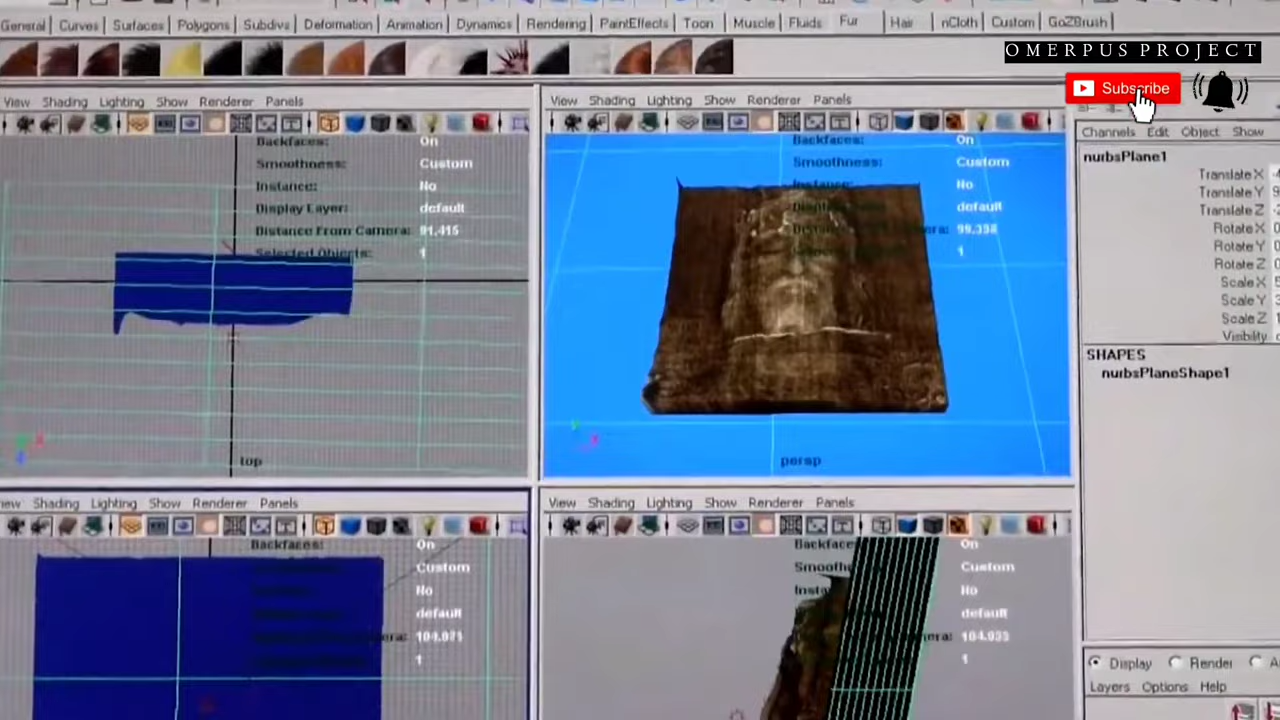 General Curves Surfaces Polygons Subdivs Deformation Animation Dynamics Rendering PaintEffects Toon Muscle Fluids Fur Hair nCloth Custom GoZBrush
OMERPUS PROJECT
Subscribe
View Shading Lighting Show Renderer Panels
Backfaces: On
Smoothness: Custom
Instance: No
Display Layer: default
Distance From Camera: 91.415
Selected Objects: 1
top
View Shading Lighting Show Renderer Panels
Backfaces: On
Smoothness: Custom
No
default
99.398
1
persp
Channels Edit Object Show
nurbsPlane1
Translate X
Translate Y
Translate Z
Rotate X
Rotate Y
Rotate Z
Scale X
Scale Y
Scale Z
Visibility
SHAPES
nurbsPlaneShape1
Shading Lighting Show Renderer Panels
Backfaces: On
Custom
No
default
104.071
1
View Shading Lighting Show Renderer Panels
On
Custom
No
default
104.033
1
Display Render
Layers Options Help